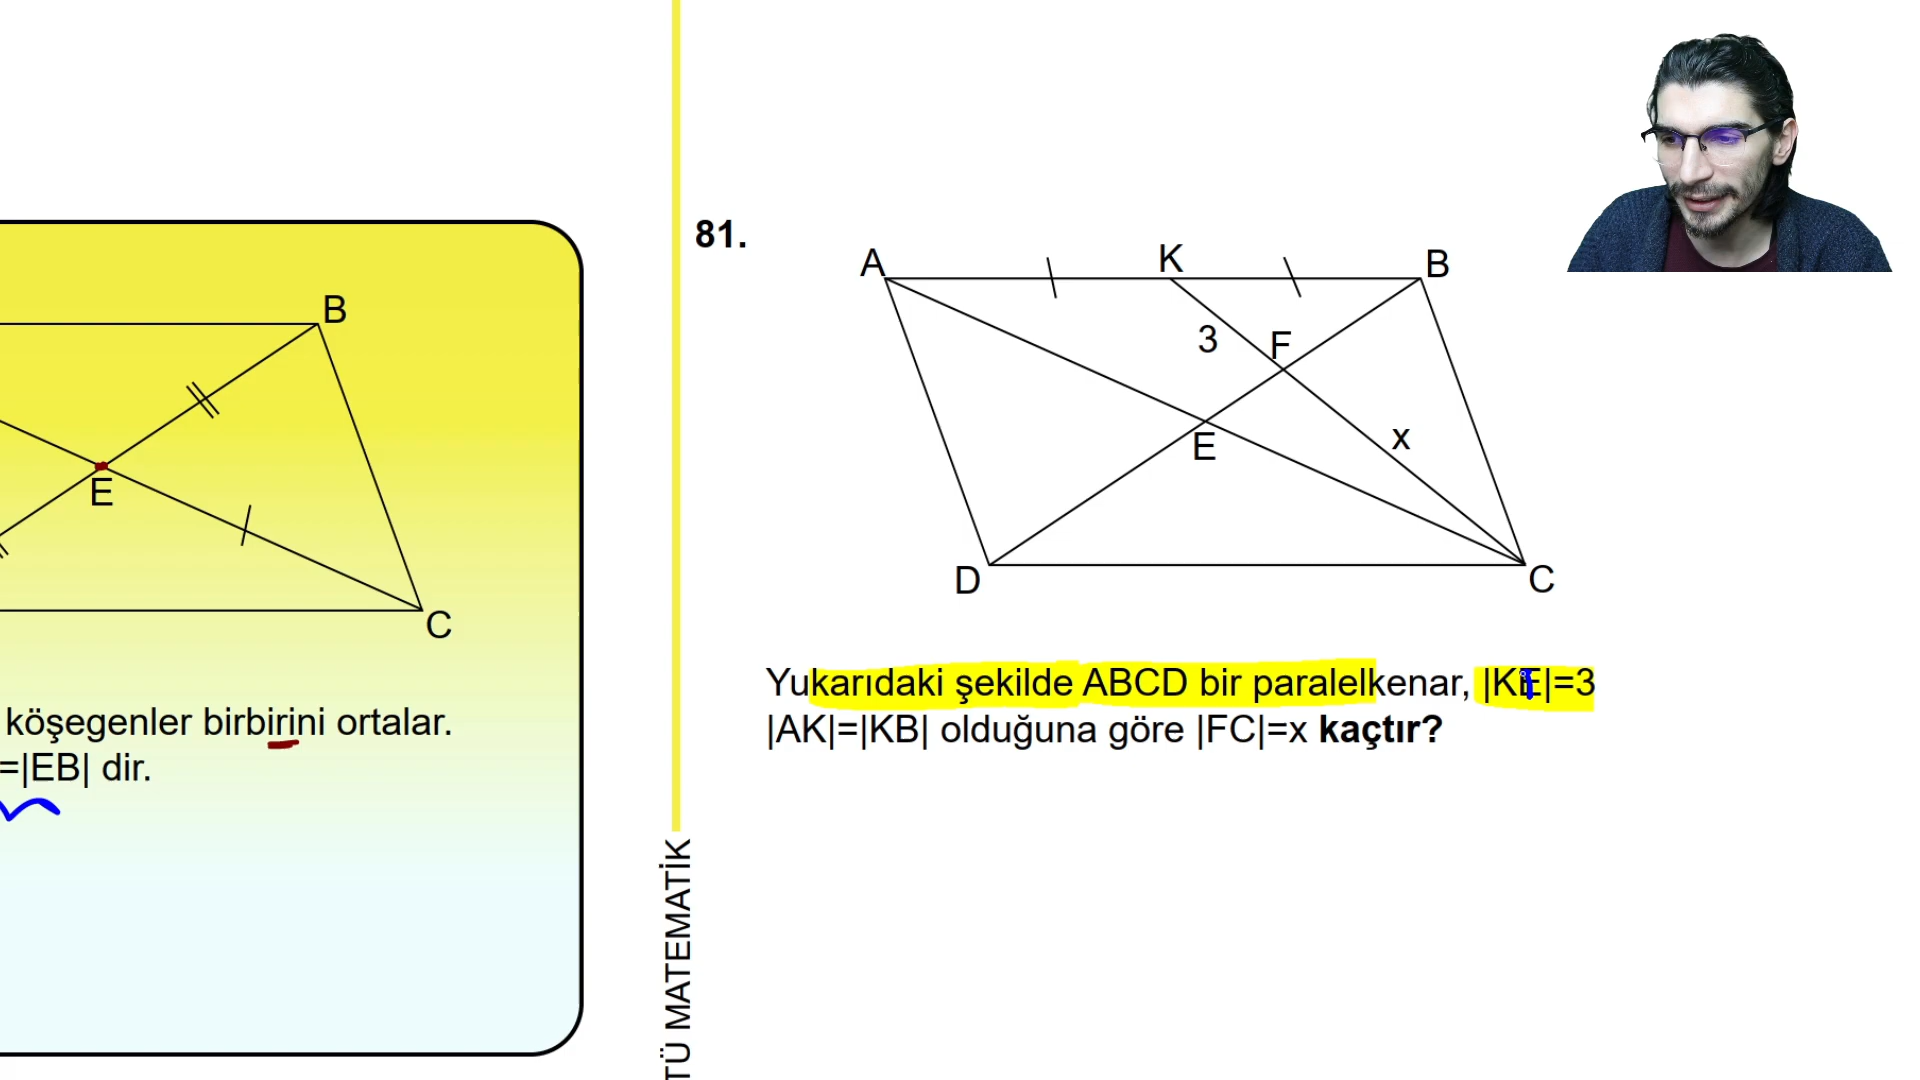 B
E
C
köşegenler birbirini ortalar.
=|EB| dir.
TÜ MATEMATİK
81.
A
K
B
3
F
x
E
D
C
Yukarıdaki şekilde ABCD bir paralelkenar, |KE|=3
|AK|=|KB| olduğuna göre |FC|=x kaçtır?